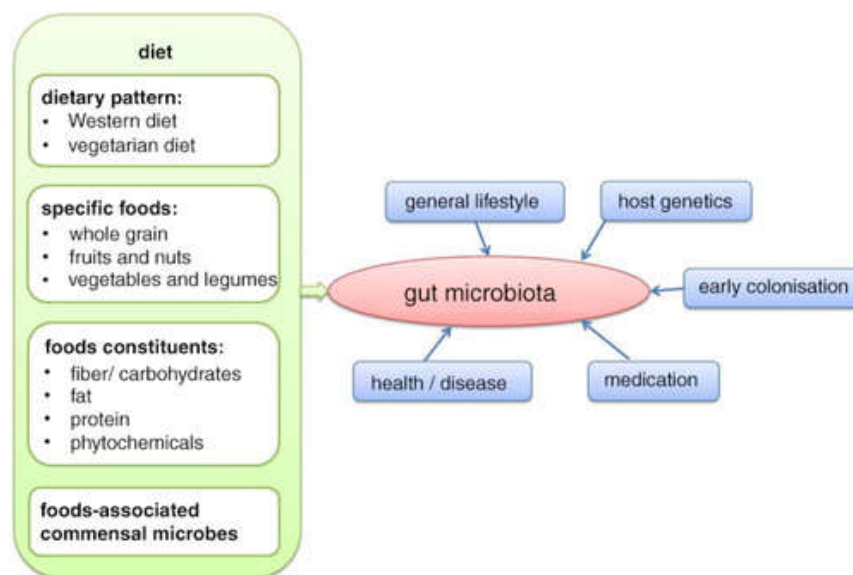 diet
dietary pattern:
• Western diet
• vegetarian diet
specific foods:
• whole grain
• fruits and nuts
• vegetables and legumes
foods constituents:
• fiber/ carbohydrates
• fat
• protein
• phytochemicals
foods-associated
commensal microbes
general lifestyle
host genetics
gut microbiota
early colonisation
health / disease
medication